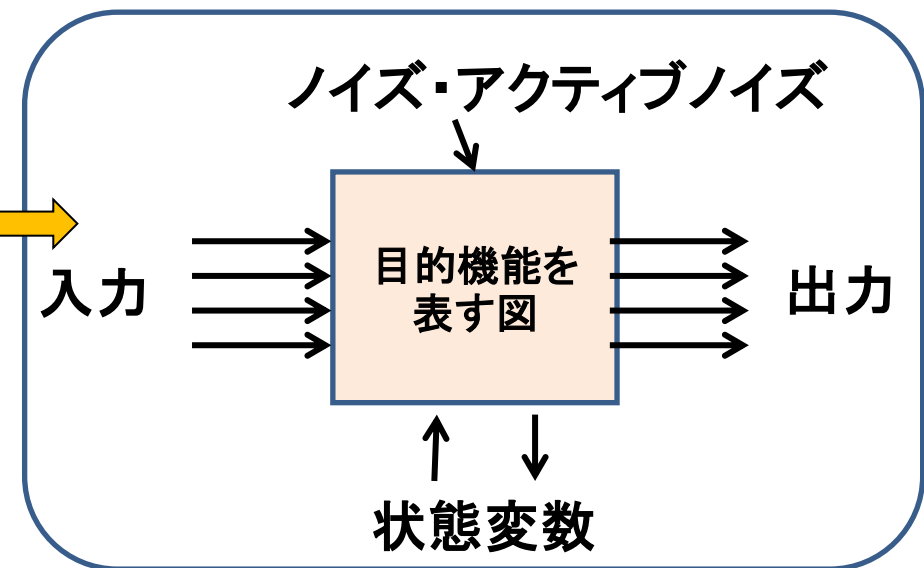 ノイズ・アクティブノイズ
入力
目的機能を
表す図
出力
状態変数